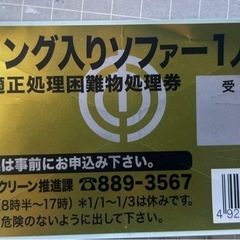 ング入りソファー1人
適正処理困難物処理券
受
は事前にお申込み下さい。
クリーン推進課 ☎889-3567
(8時半～17時) *1/1～1/3は休みです。
危険のないように出して下さい。
492